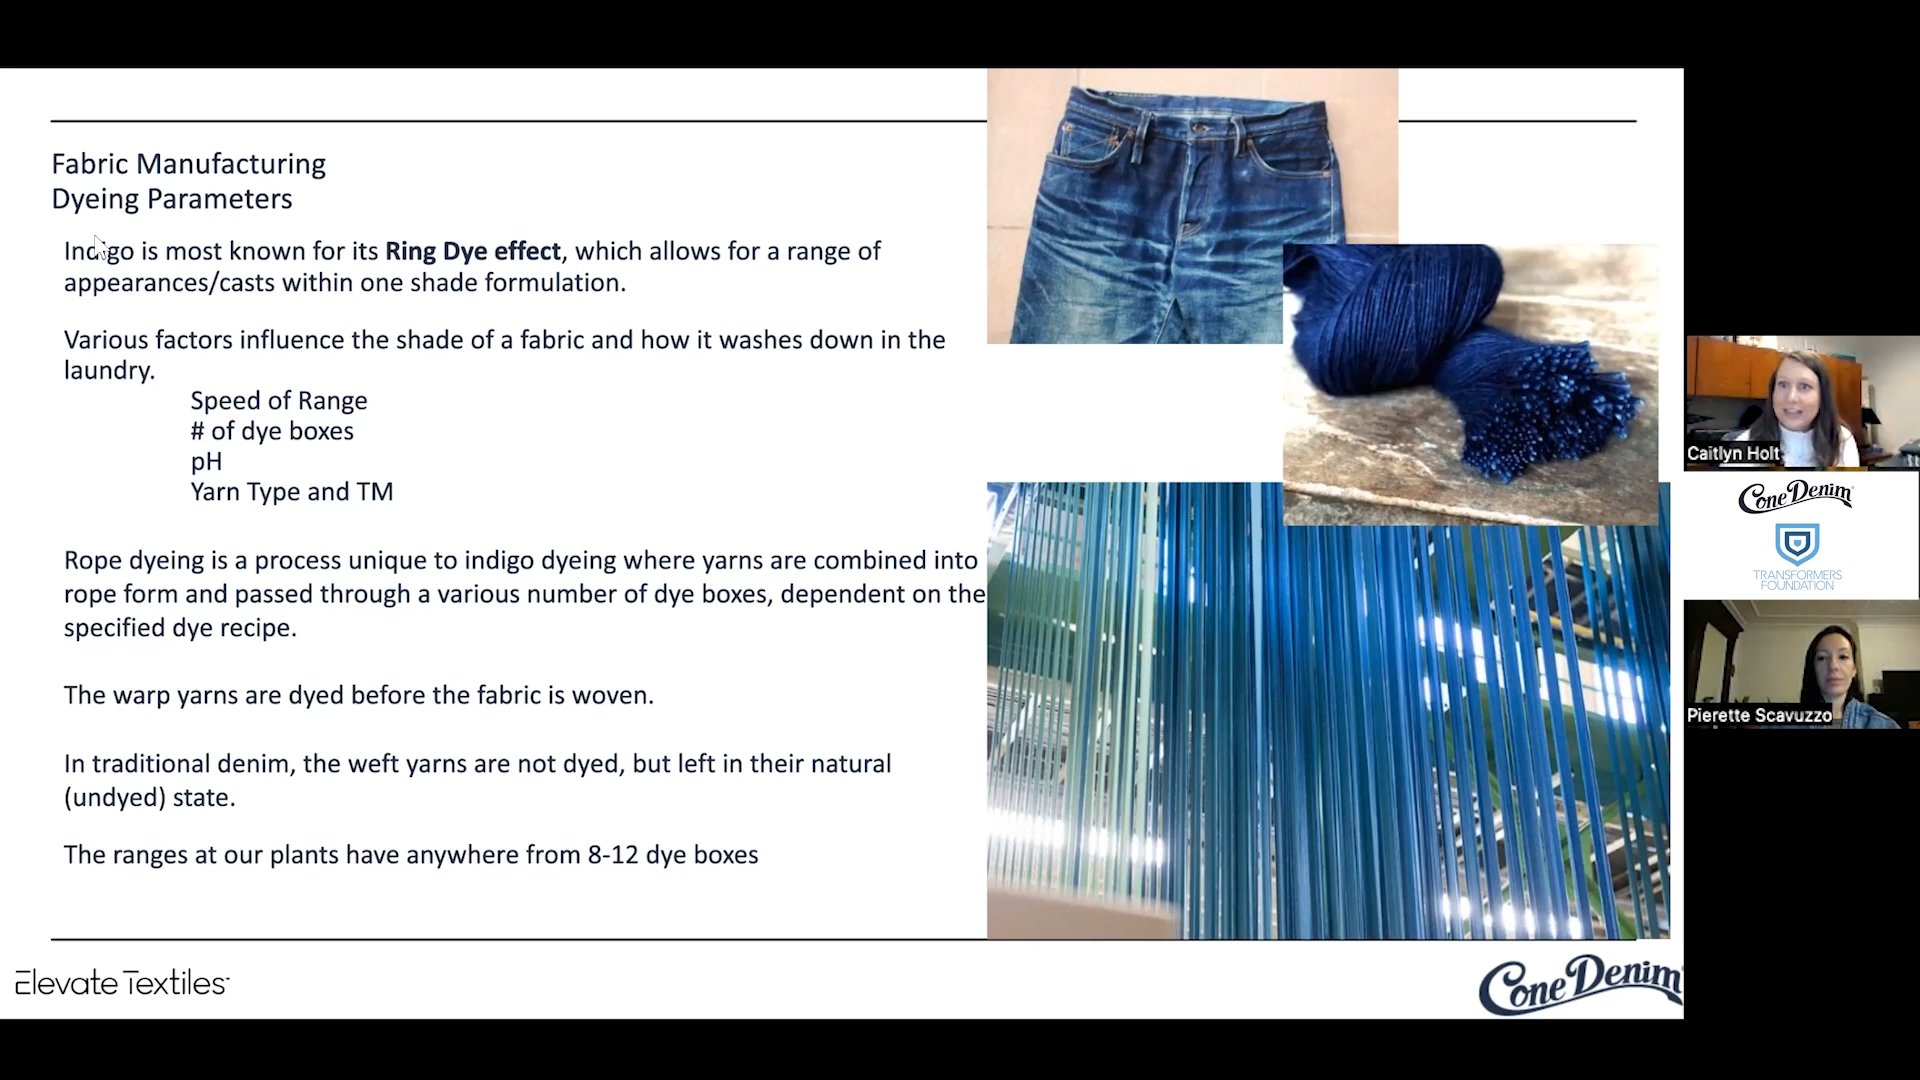 Fabric Manufacturing
Dyeing Parameters
Indigo is most known for its Ring Dye effect, which allows for a range of
appearances/casts within one shade formulation.
Various factors influence the shade of a fabric and how it washes down in the
laundry.
Speed of Range
# of dye boxes
pH
Yarn Type and TM
Rope dyeing is a process unique to indigo dyeing where yarns are combined into
rope form and passed through a various number of dye boxes, dependent on the
specified dye recipe.
The warp yarns are dyed before the fabric is woven.
In traditional denim, the weft yarns are not dyed, but left in their natural
(undyed) state.
The ranges at our plants have anywhere from 8-12 dye boxes
Elevate Textiles
Cone Denim
Caitlyn Holt
Cone Denim
TRANSFORMERS
FOUNDATION
Pierette Scavuzzo